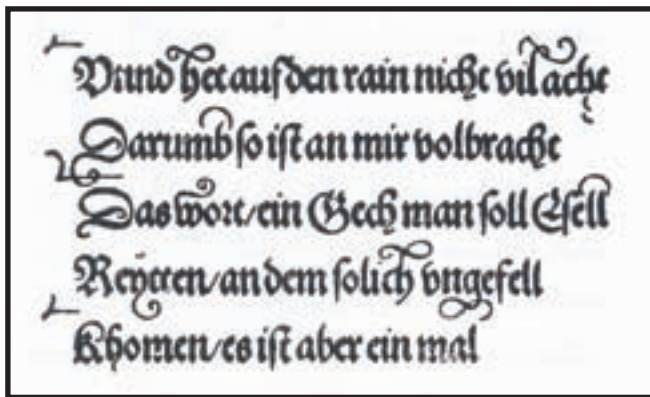 Vnnd het auf den rain nicht vil acht
Darumb so ist an mir volbracht
Das wort/ ein Gech man soll Esell
Reytten/ an dem solich vngefell
Khomen/ es ist aber ein mal